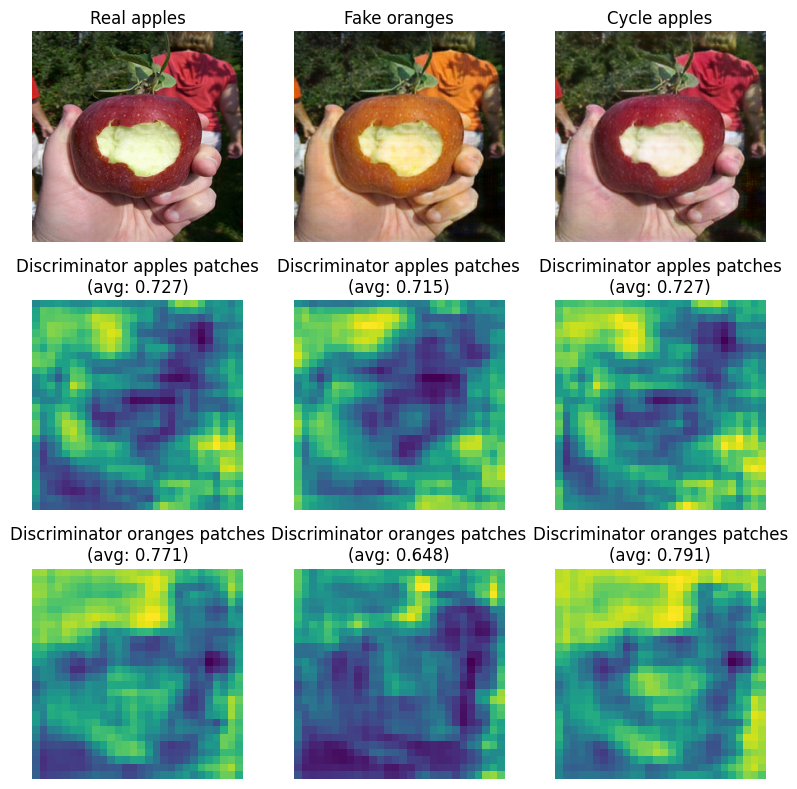 Real apples
Fake oranges
Cycle apples
Discriminator apples patches
(avg: 0.727)
Discriminator apples patches
(avg: 0.715)
Discriminator apples patches
(avg: 0.727)
Discriminator oranges patches
(avg: 0.771)
Discriminator oranges patches
(avg: 0.648)
Discriminator oranges patches
(avg: 0.791)